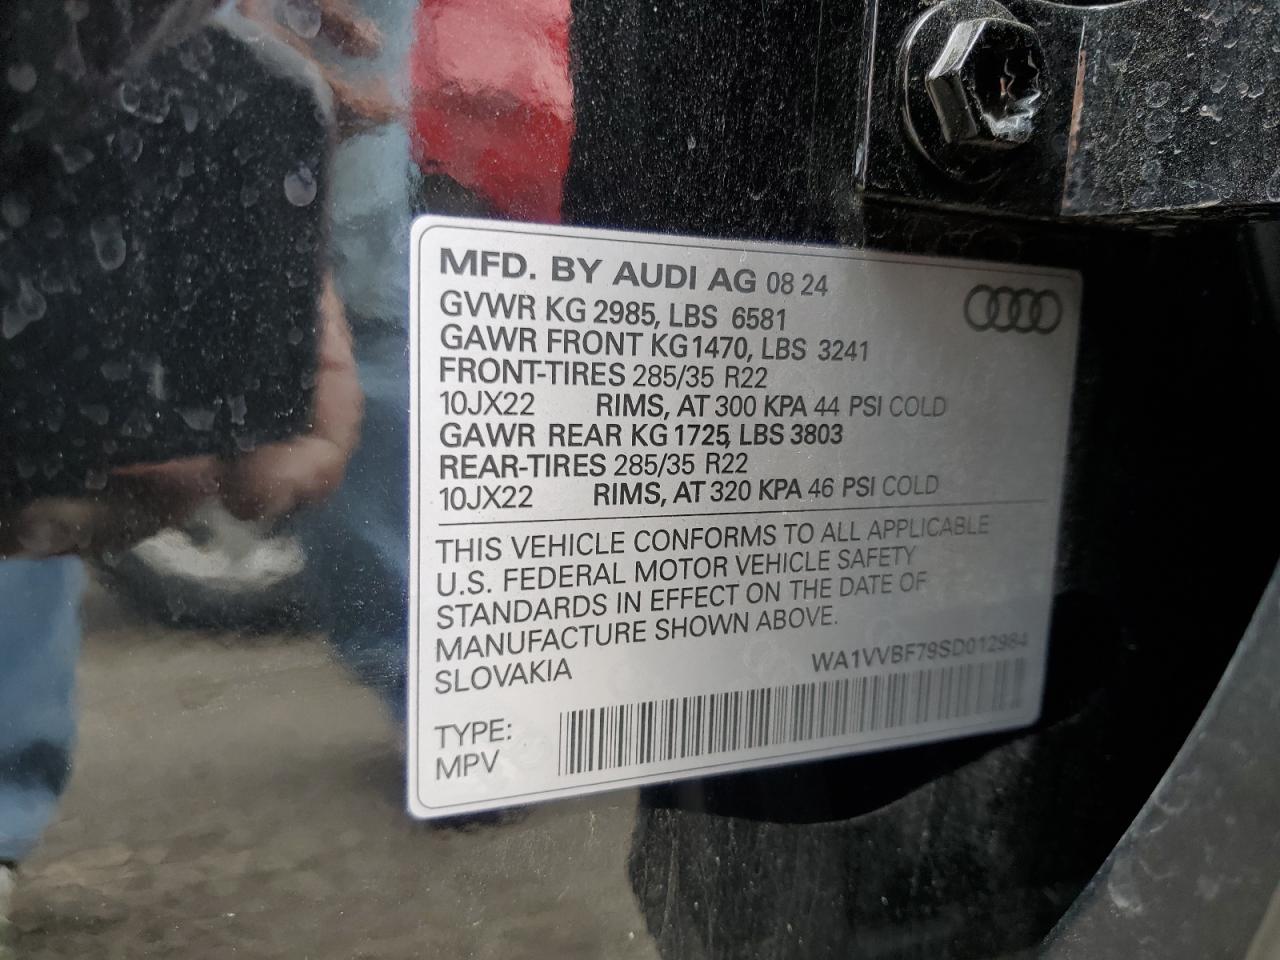 MFD. BY AUDI AG 08 24
GVWR KG 2985, LBS 6581
GAWR FRONT KG 1470, LBS 3241
FRONT-TIRES 285/35 R22
10JX22 RIMS, AT 300 KPA 44 PSI COLD
GAWR REAR KG 1725, LBS 3803
REAR-TIRES 285/35 R22
10JX22 RIMS, AT 320 KPA 46 PSI COLD
THIS VEHICLE CONFORMS TO ALL APPLICABLE
U.S. FEDERAL MOTOR VEHICLE SAFETY
STANDARDS IN EFFECT ON THE DATE OF
MANUFACTURE SHOWN ABOVE.
SLOVAKIA
WA1VVBF79SD012984
TYPE:
MPV